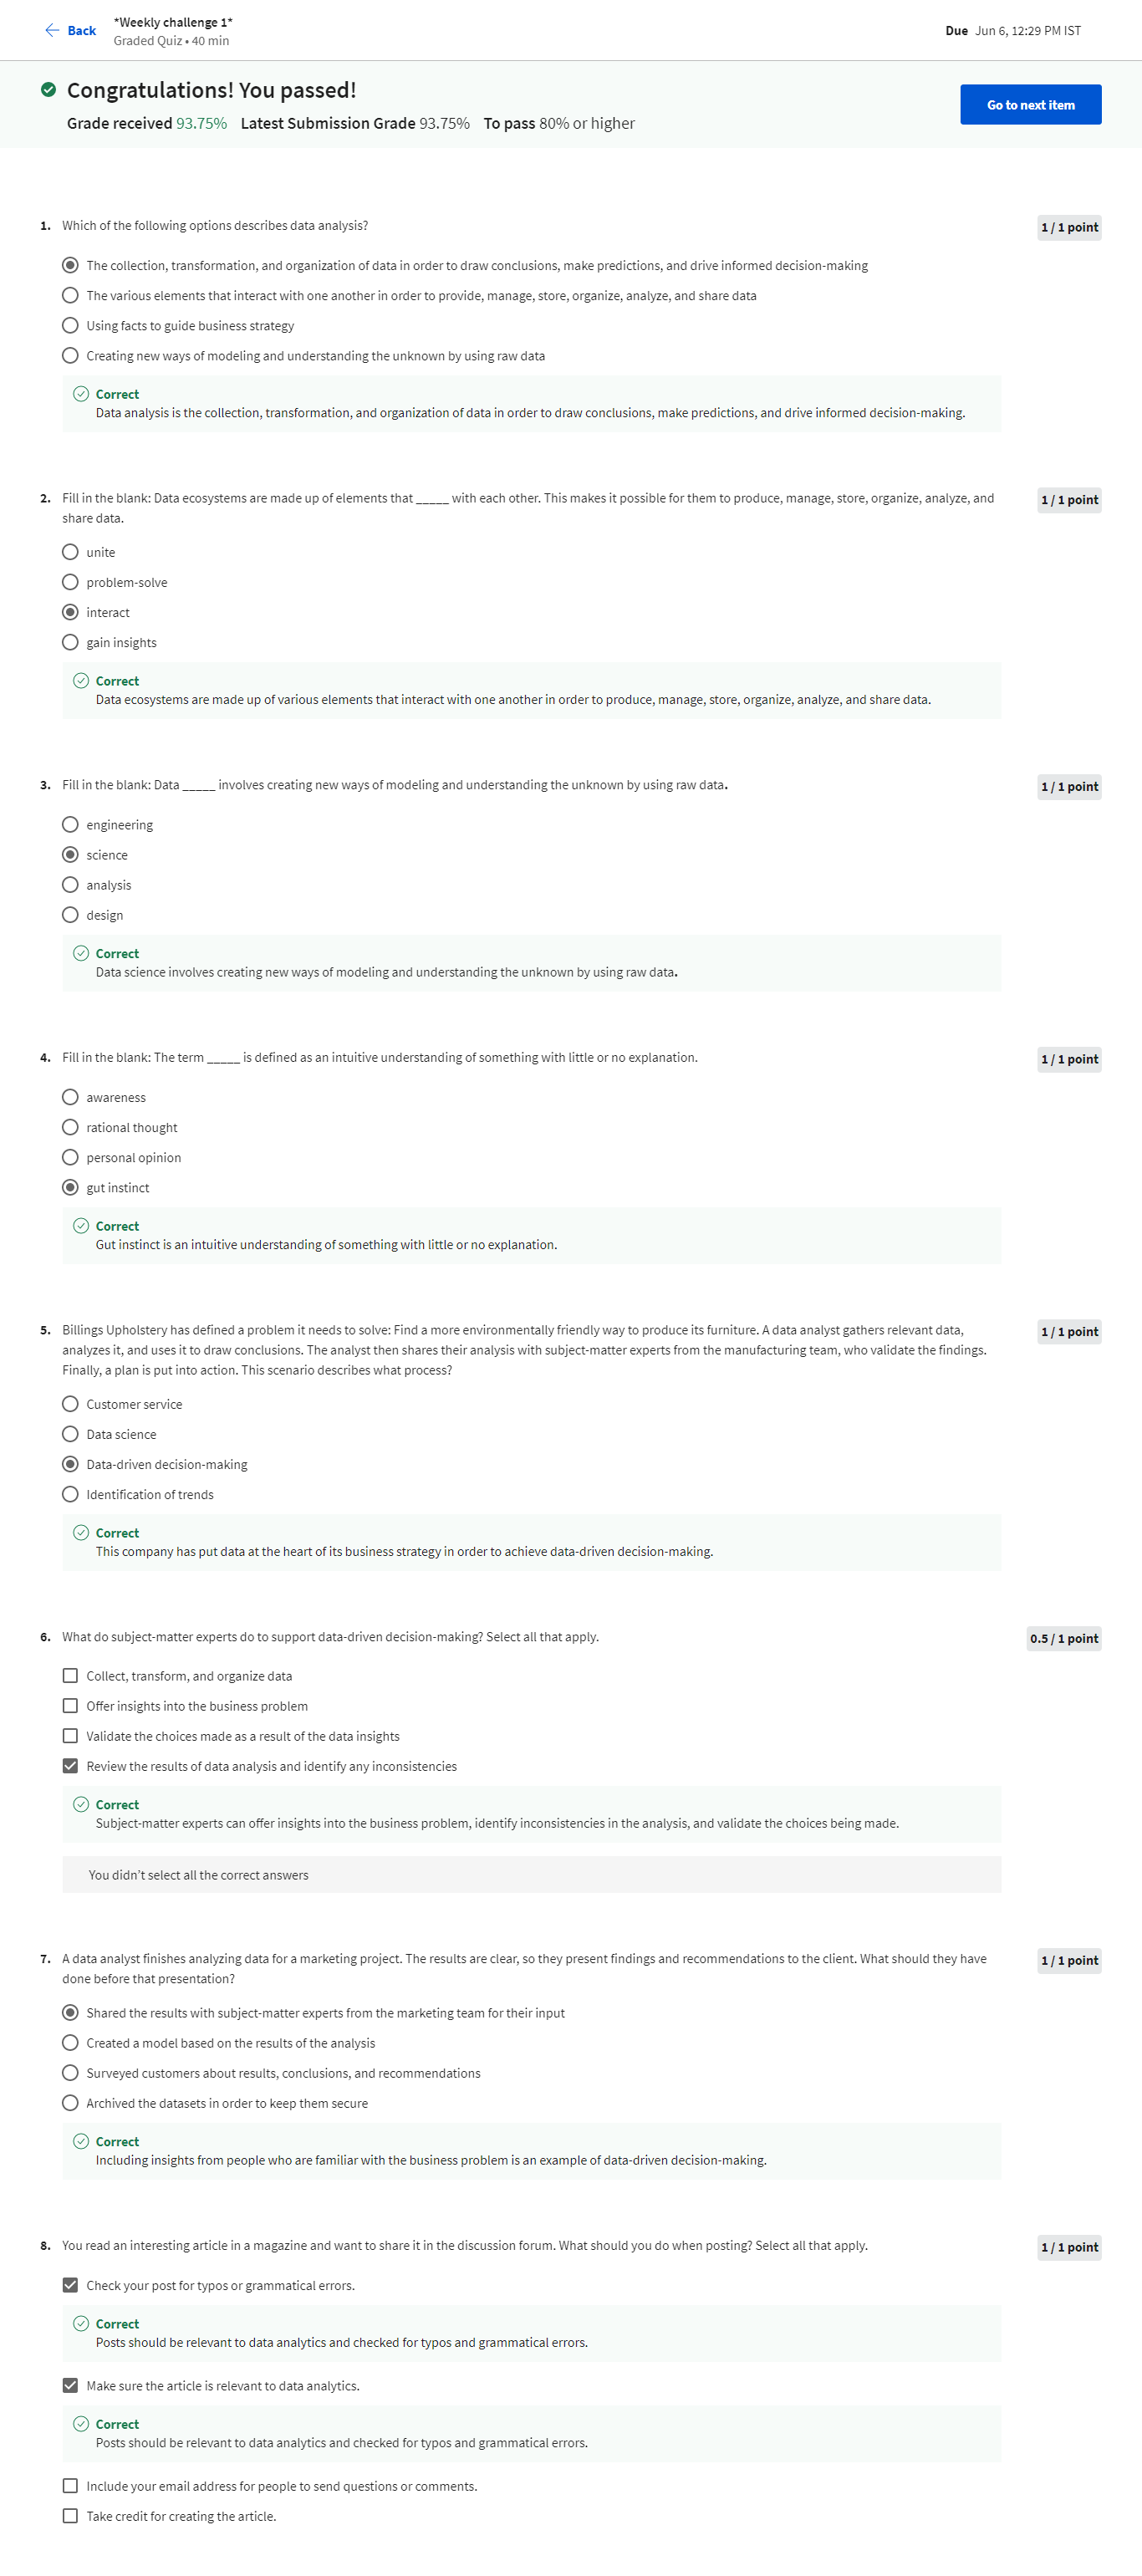 Back
*Weekly challenge 1*
Graded Quiz • 40 min
Due Jun 6, 12:29 PM IST
Congratulations! You passed!
Grade received 93.75% Latest Submission Grade 93.75% To pass 80% or higher
Go to next item
1. Which of the following options describes data analysis?
1 / 1 point
The collection, transformation, and organization of data in order to draw conclusions, make predictions, and drive informed decision-making
The various elements that interact with one another in order to provide, manage, store, organize, analyze, and share data
Using facts to guide business strategy
Creating new ways of modeling and understanding the unknown by using raw data
Correct
Data analysis is the collection, transformation, and organization of data in order to draw conclusions, make predictions, and drive informed decision-making.
2. Fill in the blank: Data ecosystems are made up of elements that _____ with each other. This makes it possible for them to produce, manage, store, organize, analyze, and
share data.
1 / 1 point
unite
problem-solve
interact
gain insights
Correct
Data ecosystems are made up of various elements that interact with one another in order to produce, manage, store, organize, analyze, and share data.
3. Fill in the blank: Data _____ involves creating new ways of modeling and understanding the unknown by using raw data.
1 / 1 point
engineering
science
analysis
design
Correct
Data science involves creating new ways of modeling and understanding the unknown by using raw data.
4. Fill in the blank: The term _____ is defined as an intuitive understanding of something with little or no explanation.
1 / 1 point
awareness
rational thought
personal opinion
gut instinct
Correct
Gut instinct is an intuitive understanding of something with little or no explanation.
5. Billings Upholstery has defined a problem it needs to solve: Find a more environmentally friendly way to produce its furniture. A data analyst gathers relevant data,
analyzes it, and uses it to draw conclusions. The analyst then shares their analysis with subject-matter experts from the manufacturing team, who validate the findings.
Finally, a plan is put into action. This scenario describes what process?
1 / 1 point
Customer service
Data science
Data-driven decision-making
Identification of trends
Correct
This company has put data at the heart of its business strategy in order to achieve data-driven decision-making.
6. What do subject-matter experts do to support data-driven decision-making? Select all that apply.
0.5 / 1 point
Collect, transform, and organize data
Offer insights into the business problem
Validate the choices made as a result of the data insights
Review the results of data analysis and identify any inconsistencies
Correct
Subject-matter experts can offer insights into the business problem, identify inconsistencies in the analysis, and validate the choices being made.
You didn't select all the correct answers
7. A data analyst finishes analyzing data for a marketing project. The results are clear, so they present findings and recommendations to the client. What should they have
done before that presentation?
1 / 1 point
Shared the results with subject-matter experts from the marketing team for their input
Created a model based on the results of the analysis
Surveyed customers about results, conclusions, and recommendations
Archived the datasets in order to keep them secure
Correct
Including insights from people who are familiar with the business problem is an example of data-driven decision-making.
8. You read an interesting article in a magazine and want to share it in the discussion forum. What should you do when posting? Select all that apply.
1 / 1 point
Check your post for typos or grammatical errors.
Correct
Posts should be relevant to data analytics and checked for typos and grammatical errors.
Make sure the article is relevant to data analytics.
Correct
Posts should be relevant to data analytics and checked for typos and grammatical errors.
Include your email address for people to send questions or comments.
Take credit for creating the article.